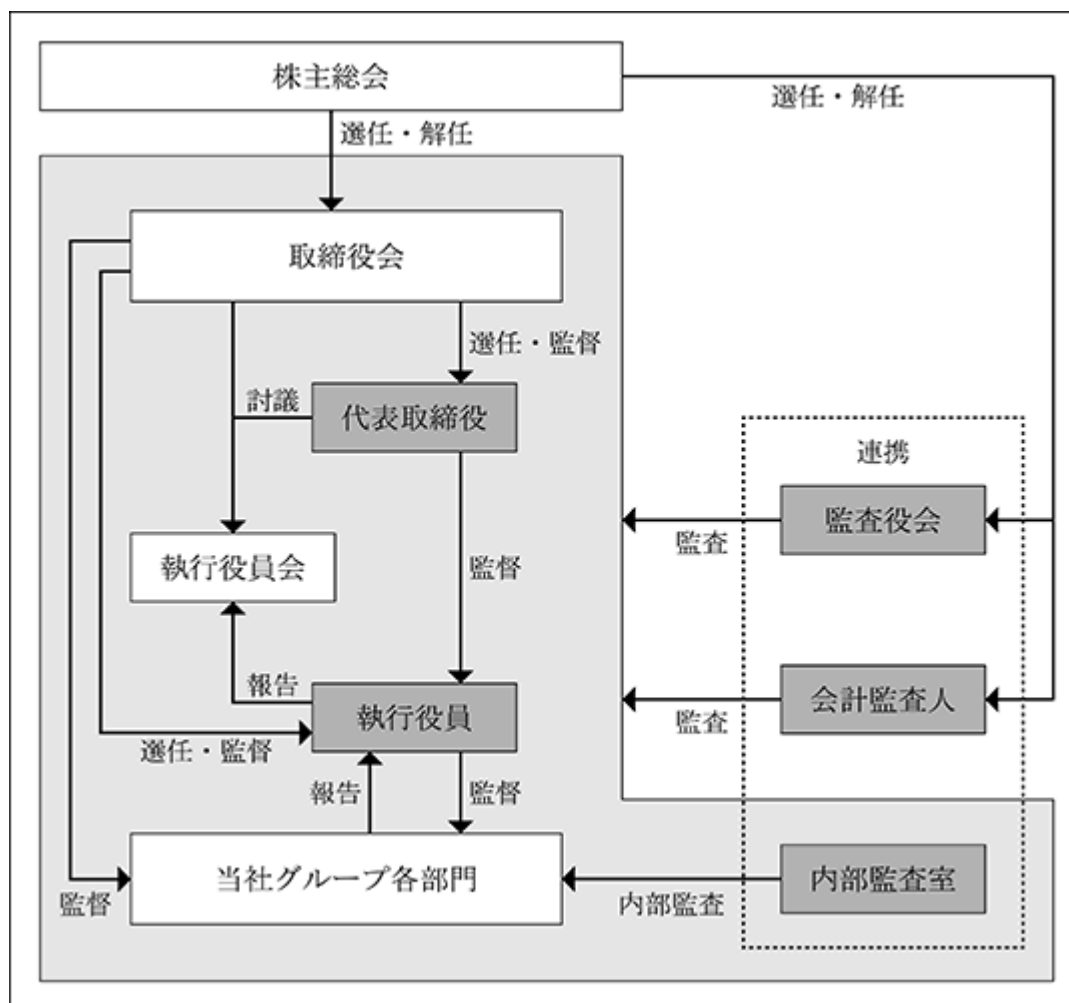 株主総会
選任・解任
選任・解任
取締役会
選任・監督
討議
代表取締役
連携
監査役会
監査
執行役員会
監督
報告
執行役員
会計監査人
監査
選任・監督
報告
監督
当社グループ各部門
内部監査室
監督
内部監査